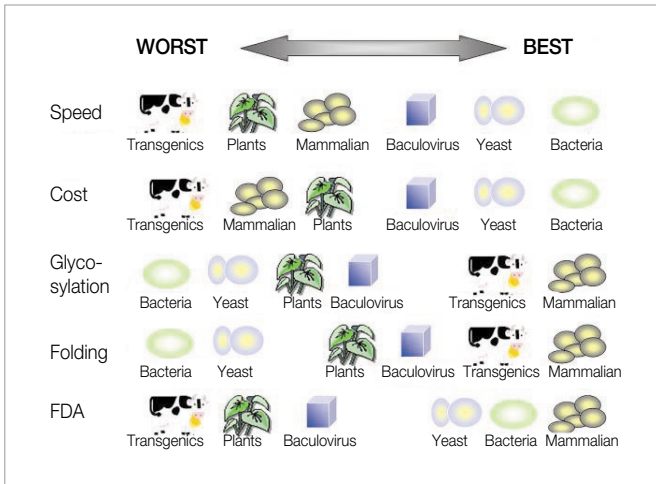 WORST BEST
Speed
Transgenics Plants Mammalian Baculovirus Yeast Bacteria
Cost
Transgenics Mammalian Plants Baculovirus Yeast Bacteria
Glyco-
sylation
Bacteria Yeast Plants Baculovirus Transgenics Mammalian
Folding
Bacteria Yeast Plants Baculovirus Transgenics Mammalian
FDA
Transgenics Plants Baculovirus Yeast Bacteria Mammalian